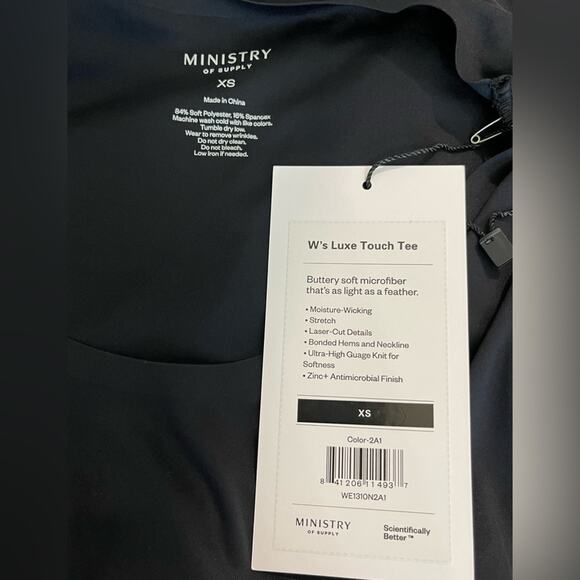 MINISTRY
OF SUPPLY
XS
Made in China
84% Soft Polyester, 16% Spandex
Machine wash cold with like colors.
Tumble dry low.
Wear to remove wrinkles.
Do not dry clean.
Do not bleach.
Low iron if needed.
W's Luxe Touch Tee
Buttery soft microfiber
that's as light as a feather.
• Moisture-Wicking
• Stretch
• Laser-Cut Details
• Bonded Hems and Neckline
• Ultra-High Guage Knit for
Softness
• Zinc+ Antimicrobial Finish
XS
Color-2A1
8 41206 11493 7
WE1310N2A1
MINISTRY
OF SUPPLY
Scientifically
Better ™